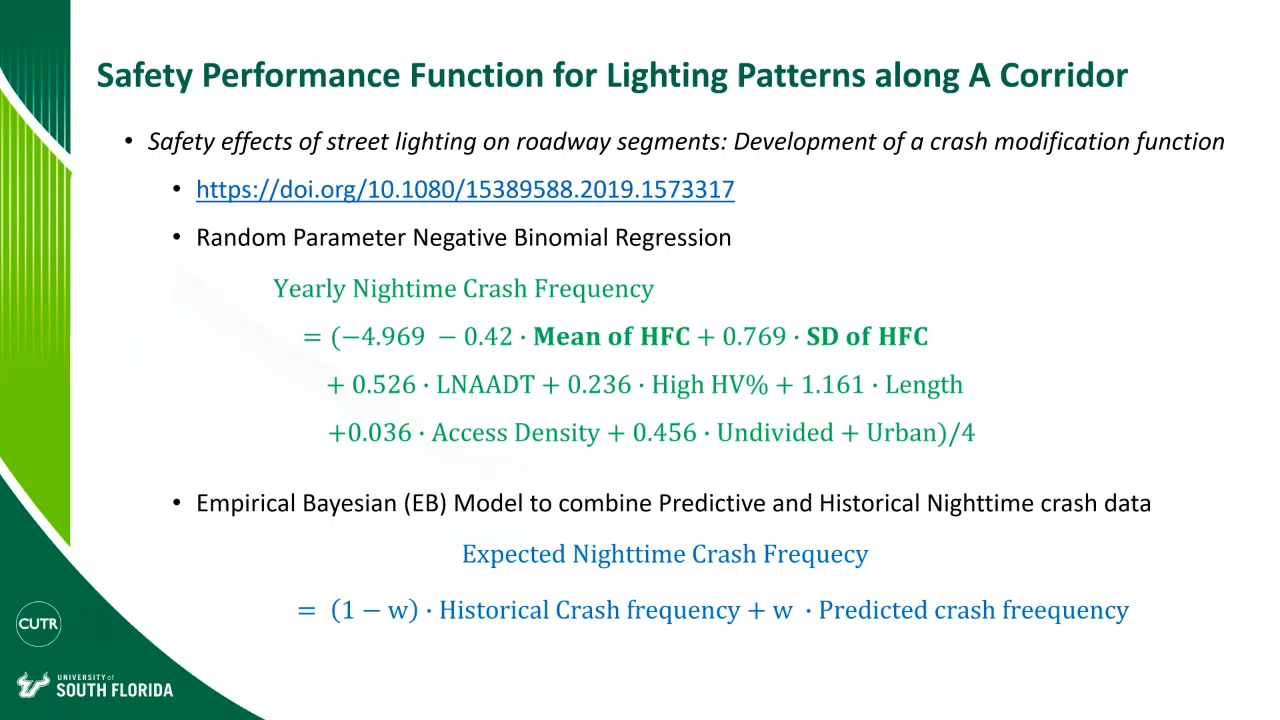 Safety Performance Function for Lighting Patterns along A Corridor
• Safety effects of street lighting on roadway segments: Development of a crash modification function
• https://doi.org/10.1080/15389588.2019.1573317
• Random Parameter Negative Binomial Regression
Yearly Nightime Crash Frequency
= (−4.969 − 0.42 · Mean of HFC + 0.769 · SD of HFC
+ 0.526 · LNAADT + 0.236 · High HV% + 1.161 · Length
+0.036 · Access Density + 0.456 · Undivided + Urban)/4
• Empirical Bayesian (EB) Model to combine Predictive and Historical Nighttime crash data
Expected Nighttime Crash Frequecy
= (1 − w) · Historical Crash frequency + w · Predicted crash freequency
CUTR
UNIVERSITY of
SOUTH FLORIDA